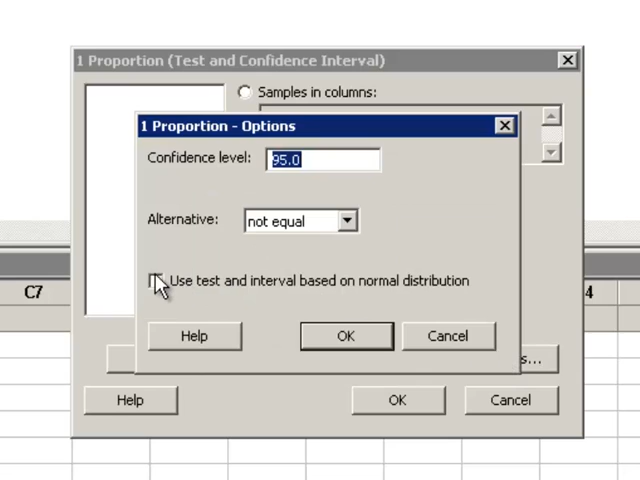 1 Proportion (Test and Confidence Interval)
Samples in columns:
1 Proportion - Options
Confidence level: 95.0
Alternative: not equal
Use test and interval based on normal distribution
C7
4
Help OK Cancel
s...
Help OK Cancel